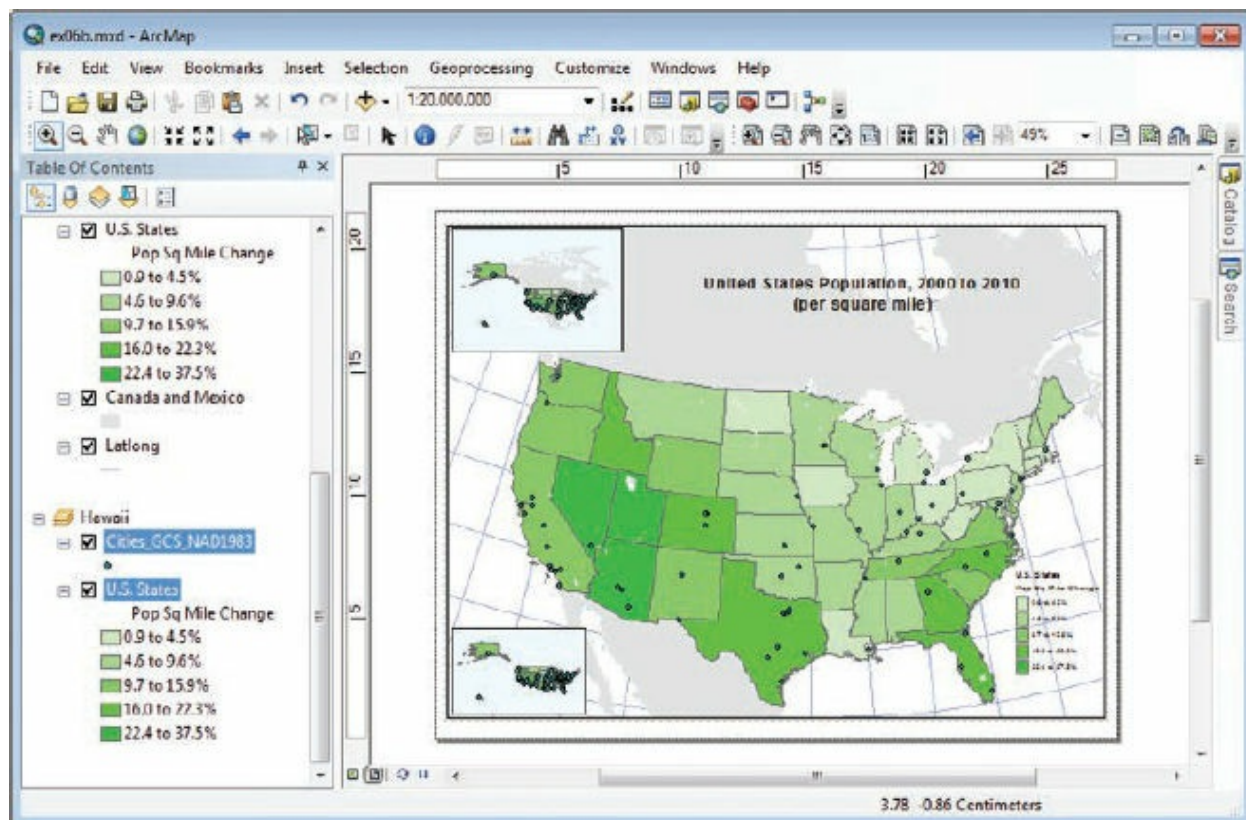 ex06b.mxd - ArcMap
File Edit View Bookmarks Insert Selection Geoprocessing Customize Windows Help
1:20,000,000
49%
Table Of Contents
U.S. States
Pop Sq Mile Change
0.9 to 4.5%
4.6 to 9.6%
9.7 to 15.9%
16.0 to 22.3%
22.4 to 37.5%
Canada and Mexico
Latlong
Hawaii
Cities_GCS_NAD1983
U.S. States
Pop Sq Mile Change
0.9 to 4.5%
4.6 to 9.6%
9.7 to 15.9%
16.0 to 22.3%
22.4 to 37.5%
5 10 15 20 25
20
15
10
5
United States Population, 2000 to 2010
(per square mile)
U.S. States
Catalog
Search
3.78 -0.86 Centimeters